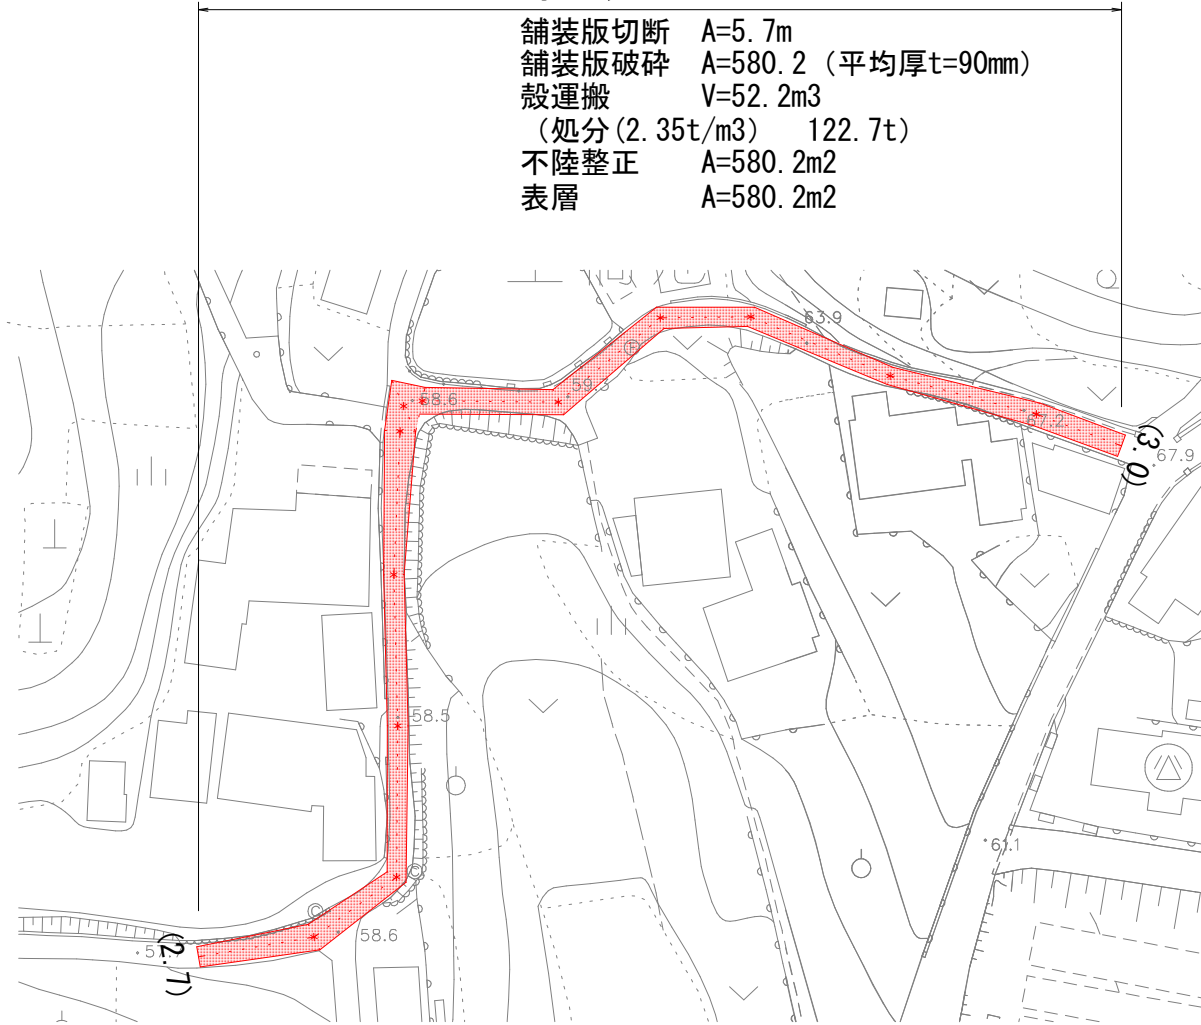 舗装版切断 A=5.7m
舗装版破砕 A=580.2 (平均厚t=90mm)
殻運搬 V=52.2m3
(処分(2.35t/m3) 122.7t)
不陸整正 A=580.2m2
表層 A=580.2m2
63.9
59.3
58.6
67.2
(3.0)
67.9
58.5
61.1
58.6
(2.7)